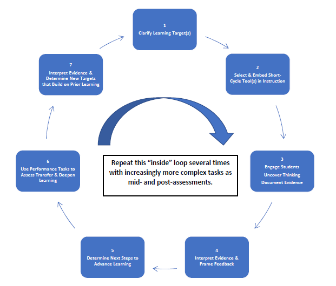 1
Clarify Learning Target(s)
2
Select & Embed Short-
Cycle Tool(s) in Instruction
3
Engage Students
Uncover Thinking
Document Evidence
4
Interpret Evidence &
Frame Feedback
5
Determine Next Steps to
Advance Learning
6
Use Performance Tasks to
Assess Transfer & Deepen
Learning
7
Interpret Evidence &
Determine New Targets
that Build on Prior Learning
Repeat this "inside" loop several times
with increasingly more complex tasks as
mid- and post-assessments.